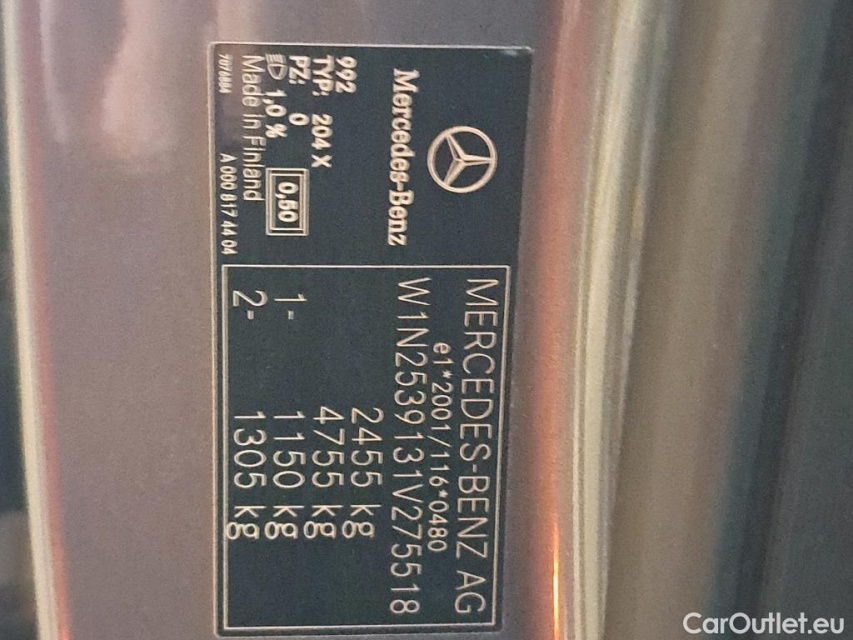 Mercedes-Benz
992
TYP: 204 X
PZ: 0
1,0 %
0,50
Made in Finland
7076884 A 000 817 44 04
MERCEDES-BENZ AG
e1*2001/116*0480
W1N2539131V275518
2455 kg
4755 kg
1- 1150 kg
2- 1305 kg
CarOutlet.eu